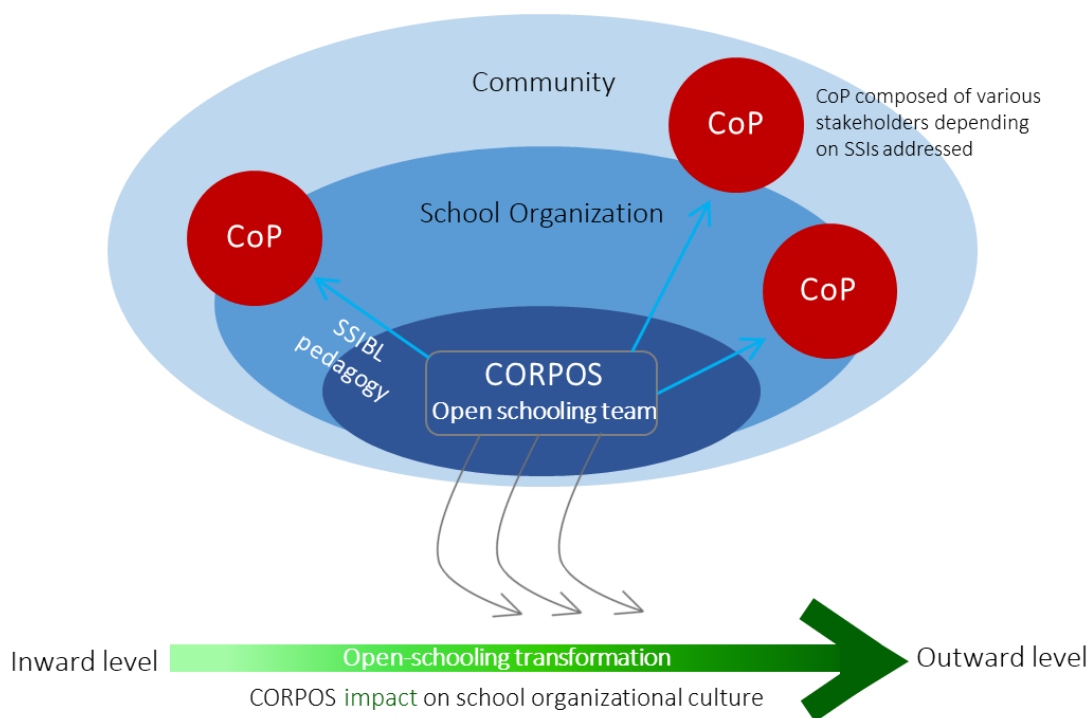 Community
CoP
CoP composed of various
stakeholders depending
on SSIs addressed
School Organization
CoP
CoP
SSIBL
pedagogy
CORPOS
Open schooling team
Inward level
Open-schooling transformation
Outward level
CORPOS impact on school organizational culture